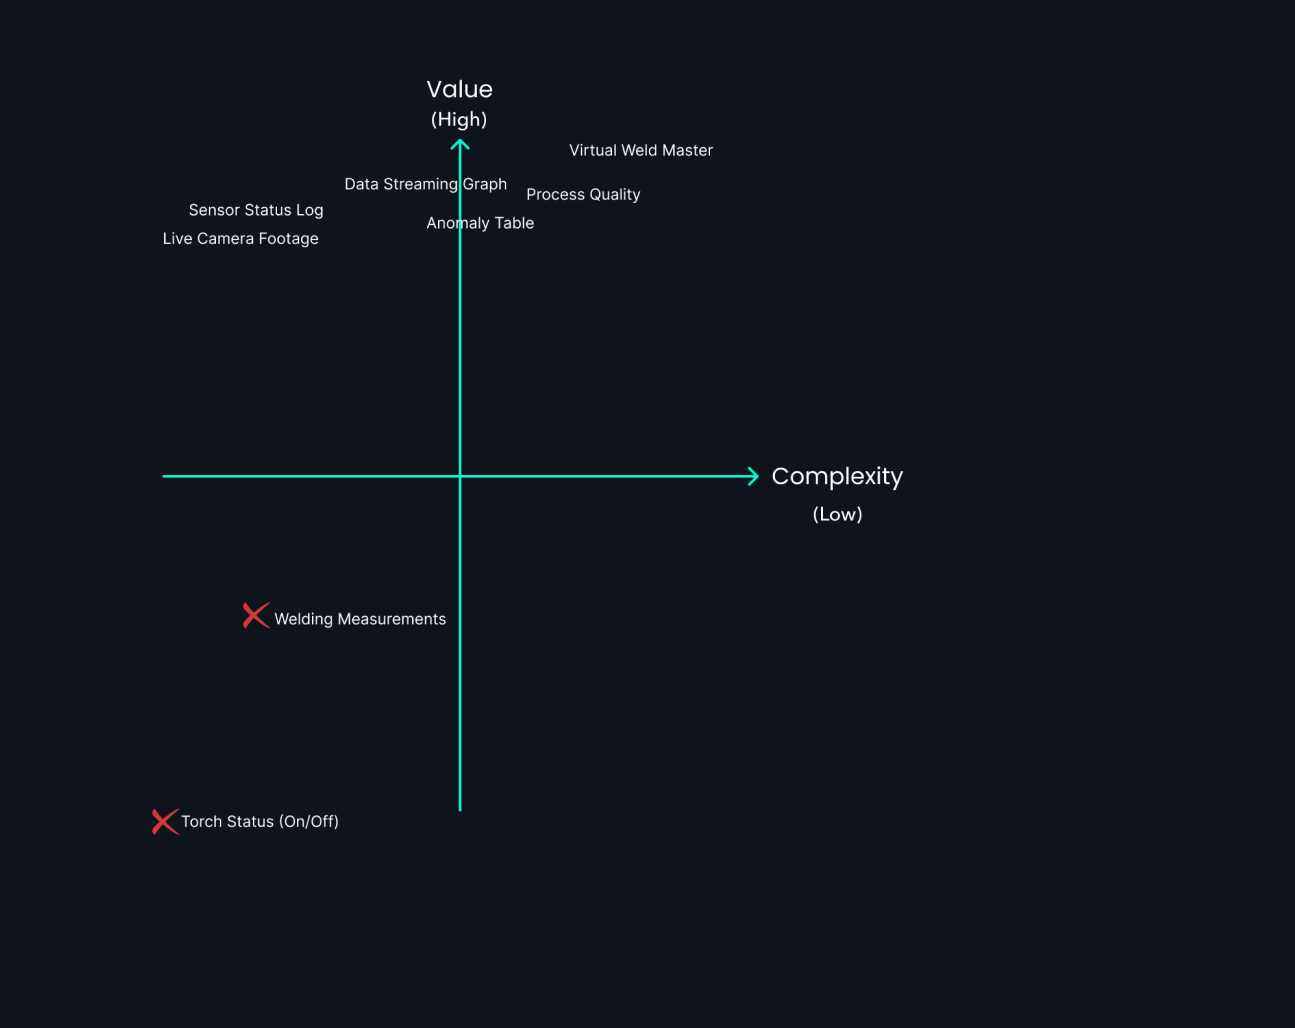 Value
(High)
Virtual Weld Master
Data Streaming Graph
Process Quality
Sensor Status Log
Anomaly Table
Live Camera Footage
Complexity
(Low)
Welding Measurements
Torch Status (On/Off)